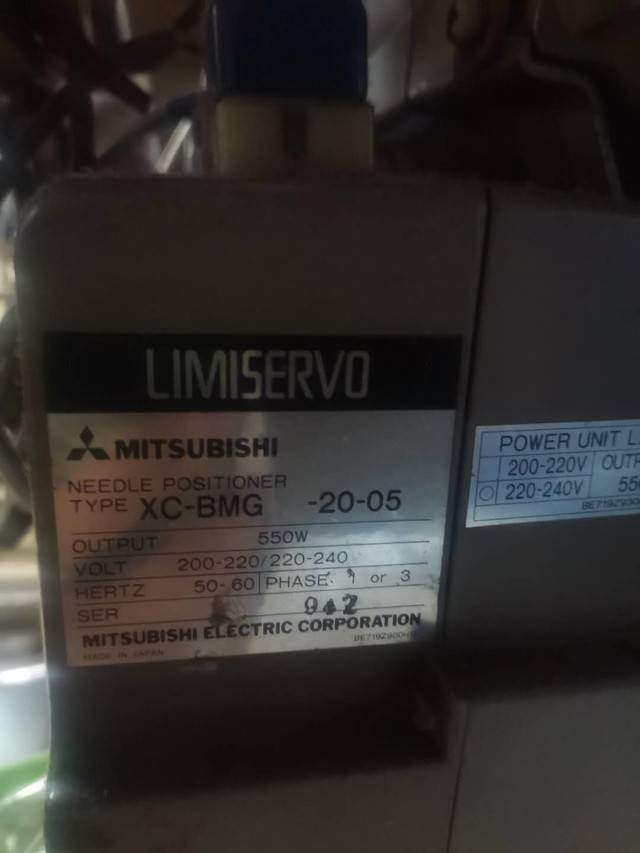 LIMISERVO
MITSUBISHI
NEEDLE POSITIONER
TYPE XC-BMG -20-05
OUTPUT 550W
VOLT 200-220/220-240
HERTZ 50-60 PHASE 1 or 3
SER 942
MITSUBISHI ELECTRIC CORPORATION
MADE IN JAPAN
POWER UNIT
200-220V
220-240V